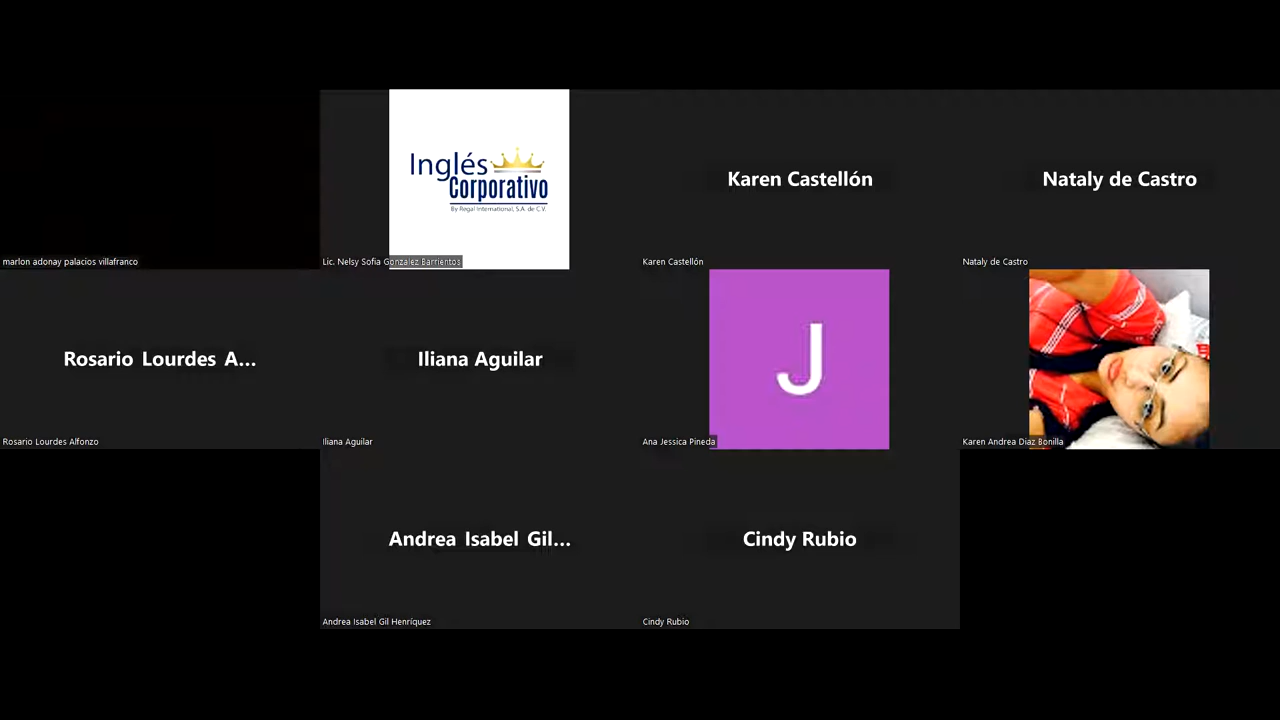 Inglés
Corporativo
By Regal International, S.A. de C.V.
Karen Castellón
Nataly de Castro
marlon adonay palacios villafranco
Lic. Nelsy Sofia Gonzalez Barrientos
Karen Castellón
Nataly de Castro
Rosario Lourdes A...
Iliana Aguilar
J
Rosario Lourdes Alfonzo
Iliana Aguilar
Ana Jessica Pineda
Karen Andrea Diaz Bonilla
Andrea Isabel Gil...
Cindy Rubio
Andrea Isabel Gil Henríquez
Cindy Rubio